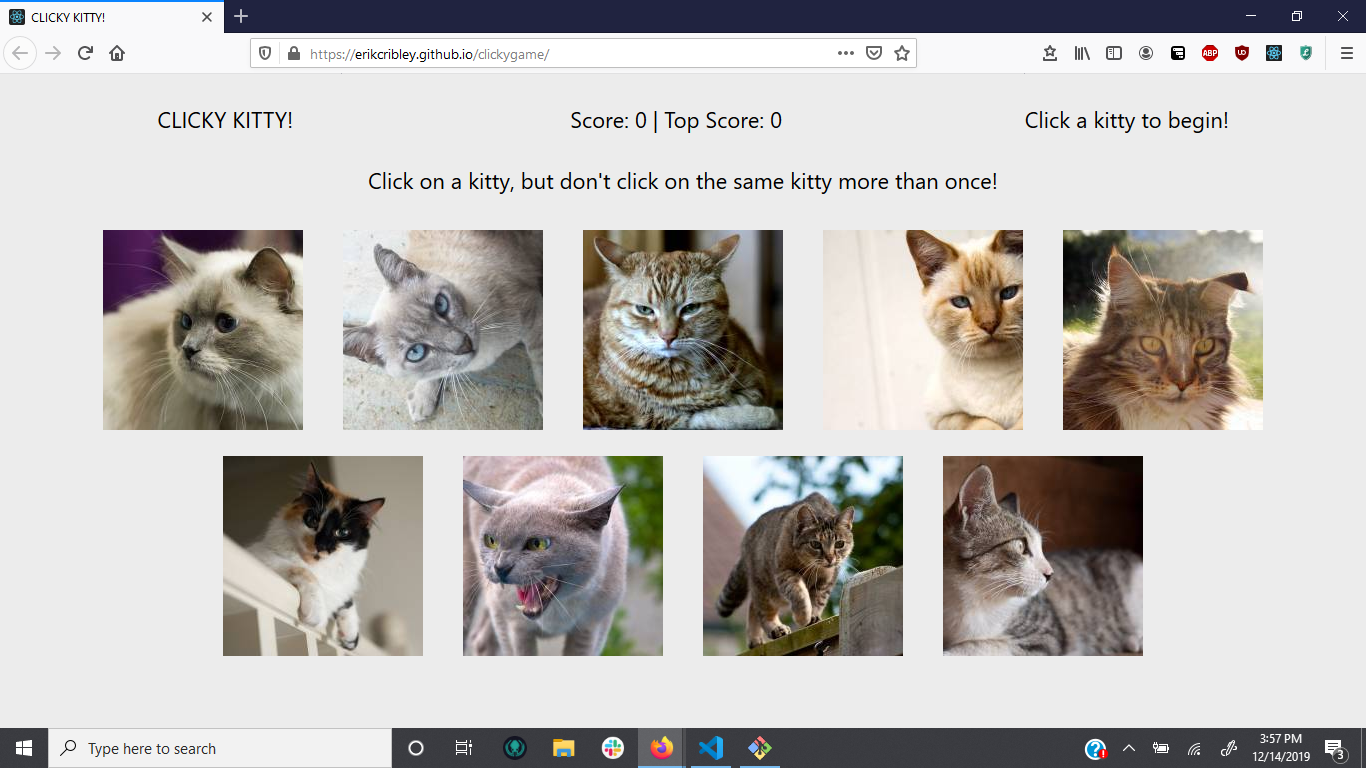 CLICKY KITTY!
https://erikcribley.github.io/clickygame/
ABP
UD
CLICKY KITTY!
Score: 0 | Top Score: 0
Click a kitty to begin!
Click on a kitty, but don't click on the same kitty more than once!
Type here to search
3:57 PM
12/14/2019
3